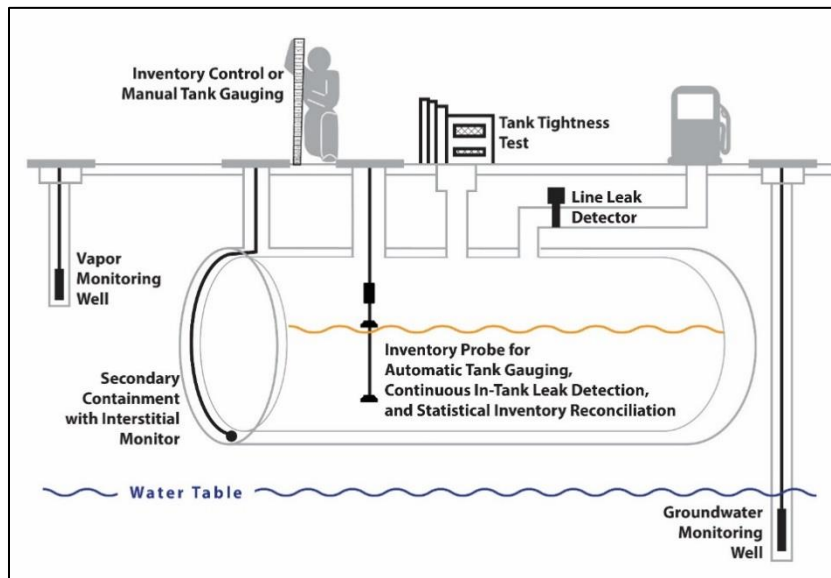 Inventory Control or
Manual Tank Gauging
Tank Tightness
Test
Line Leak
Detector
Vapor
Monitoring
Well
Inventory Probe for
Automatic Tank Gauging,
Continuous In-Tank Leak Detection,
and Statistical Inventory Reconciliation
Secondary
Containment
with Interstitial
Monitor
Water Table
Groundwater
Monitoring
Well